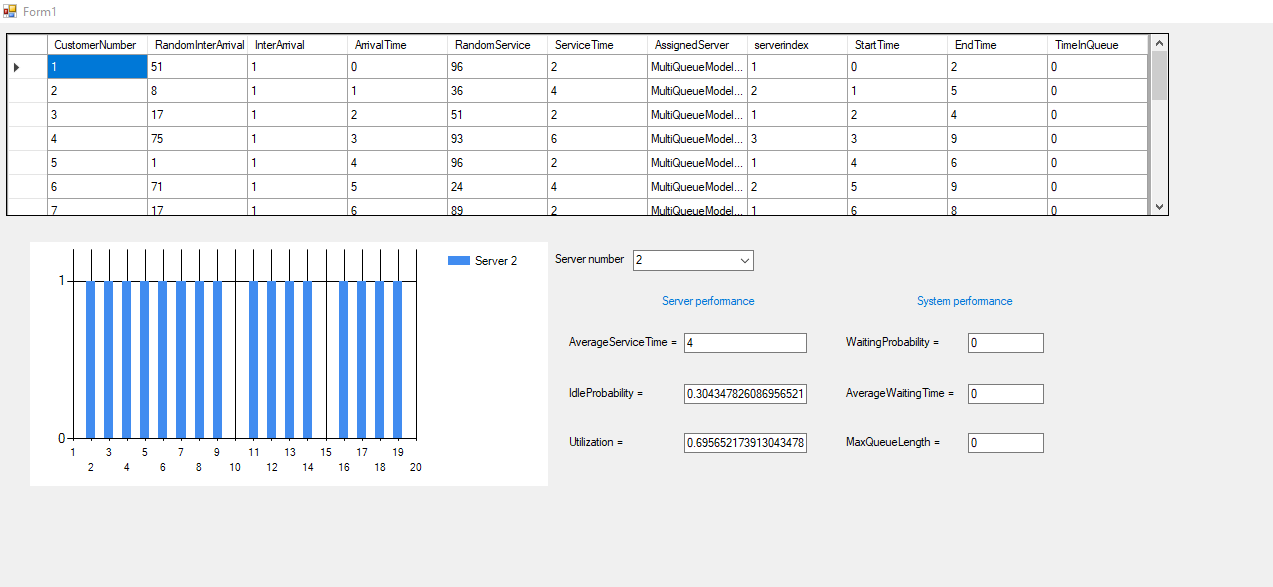 Form1
CustomerNumber RandomInterArrival InterArrival ArrivalTime RandomService ServiceTime AssignedServer serverindex StartTime EndTime TimeInQueue
1 51 1 0 96 2 MultiQueueModel... 1 0 2 0
2 8 1 1 36 4 MultiQueueModel... 2 1 5 0
3 17 1 2 51 2 MultiQueueModel... 1 2 4 0
4 75 1 3 93 6 MultiQueueModel... 3 3 9 0
5 1 1 4 96 2 MultiQueueModel... 1 4 6 0
6 71 1 5 24 4 MultiQueueModel... 2 5 9 0
7 17 1 6 89 2 MultiQueueModel... 1 6 8 0
Server 2
1
0
1 3 5 7 9 11 13 15 17 19
2 4 6 8 10 12 14 16 18 20
Server number 2
Server performance System performance
AverageServiceTime = 4 WaitingProbability = 0
IdleProbability = 0.304347826086956521 AverageWaitingTime = 0
Utilization = 0.695652173913043478 MaxQueueLength = 0